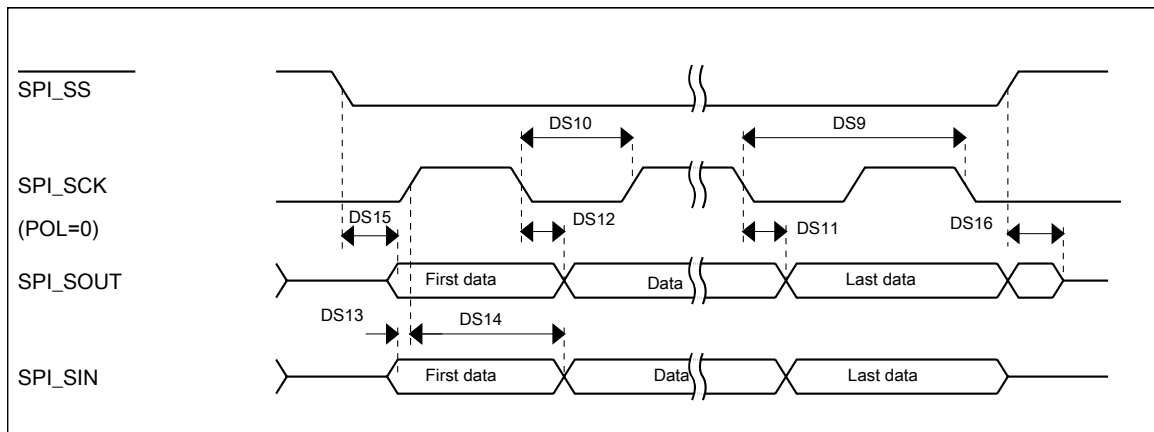 SPI_SS
DS10
DS9
SPI_SCK
(POL=0)
DS15
DS12
DS11
DS16
SPI_SOUT
First data
Data
Last data
DS13
DS14
SPI_SIN
First data
Data
Last data